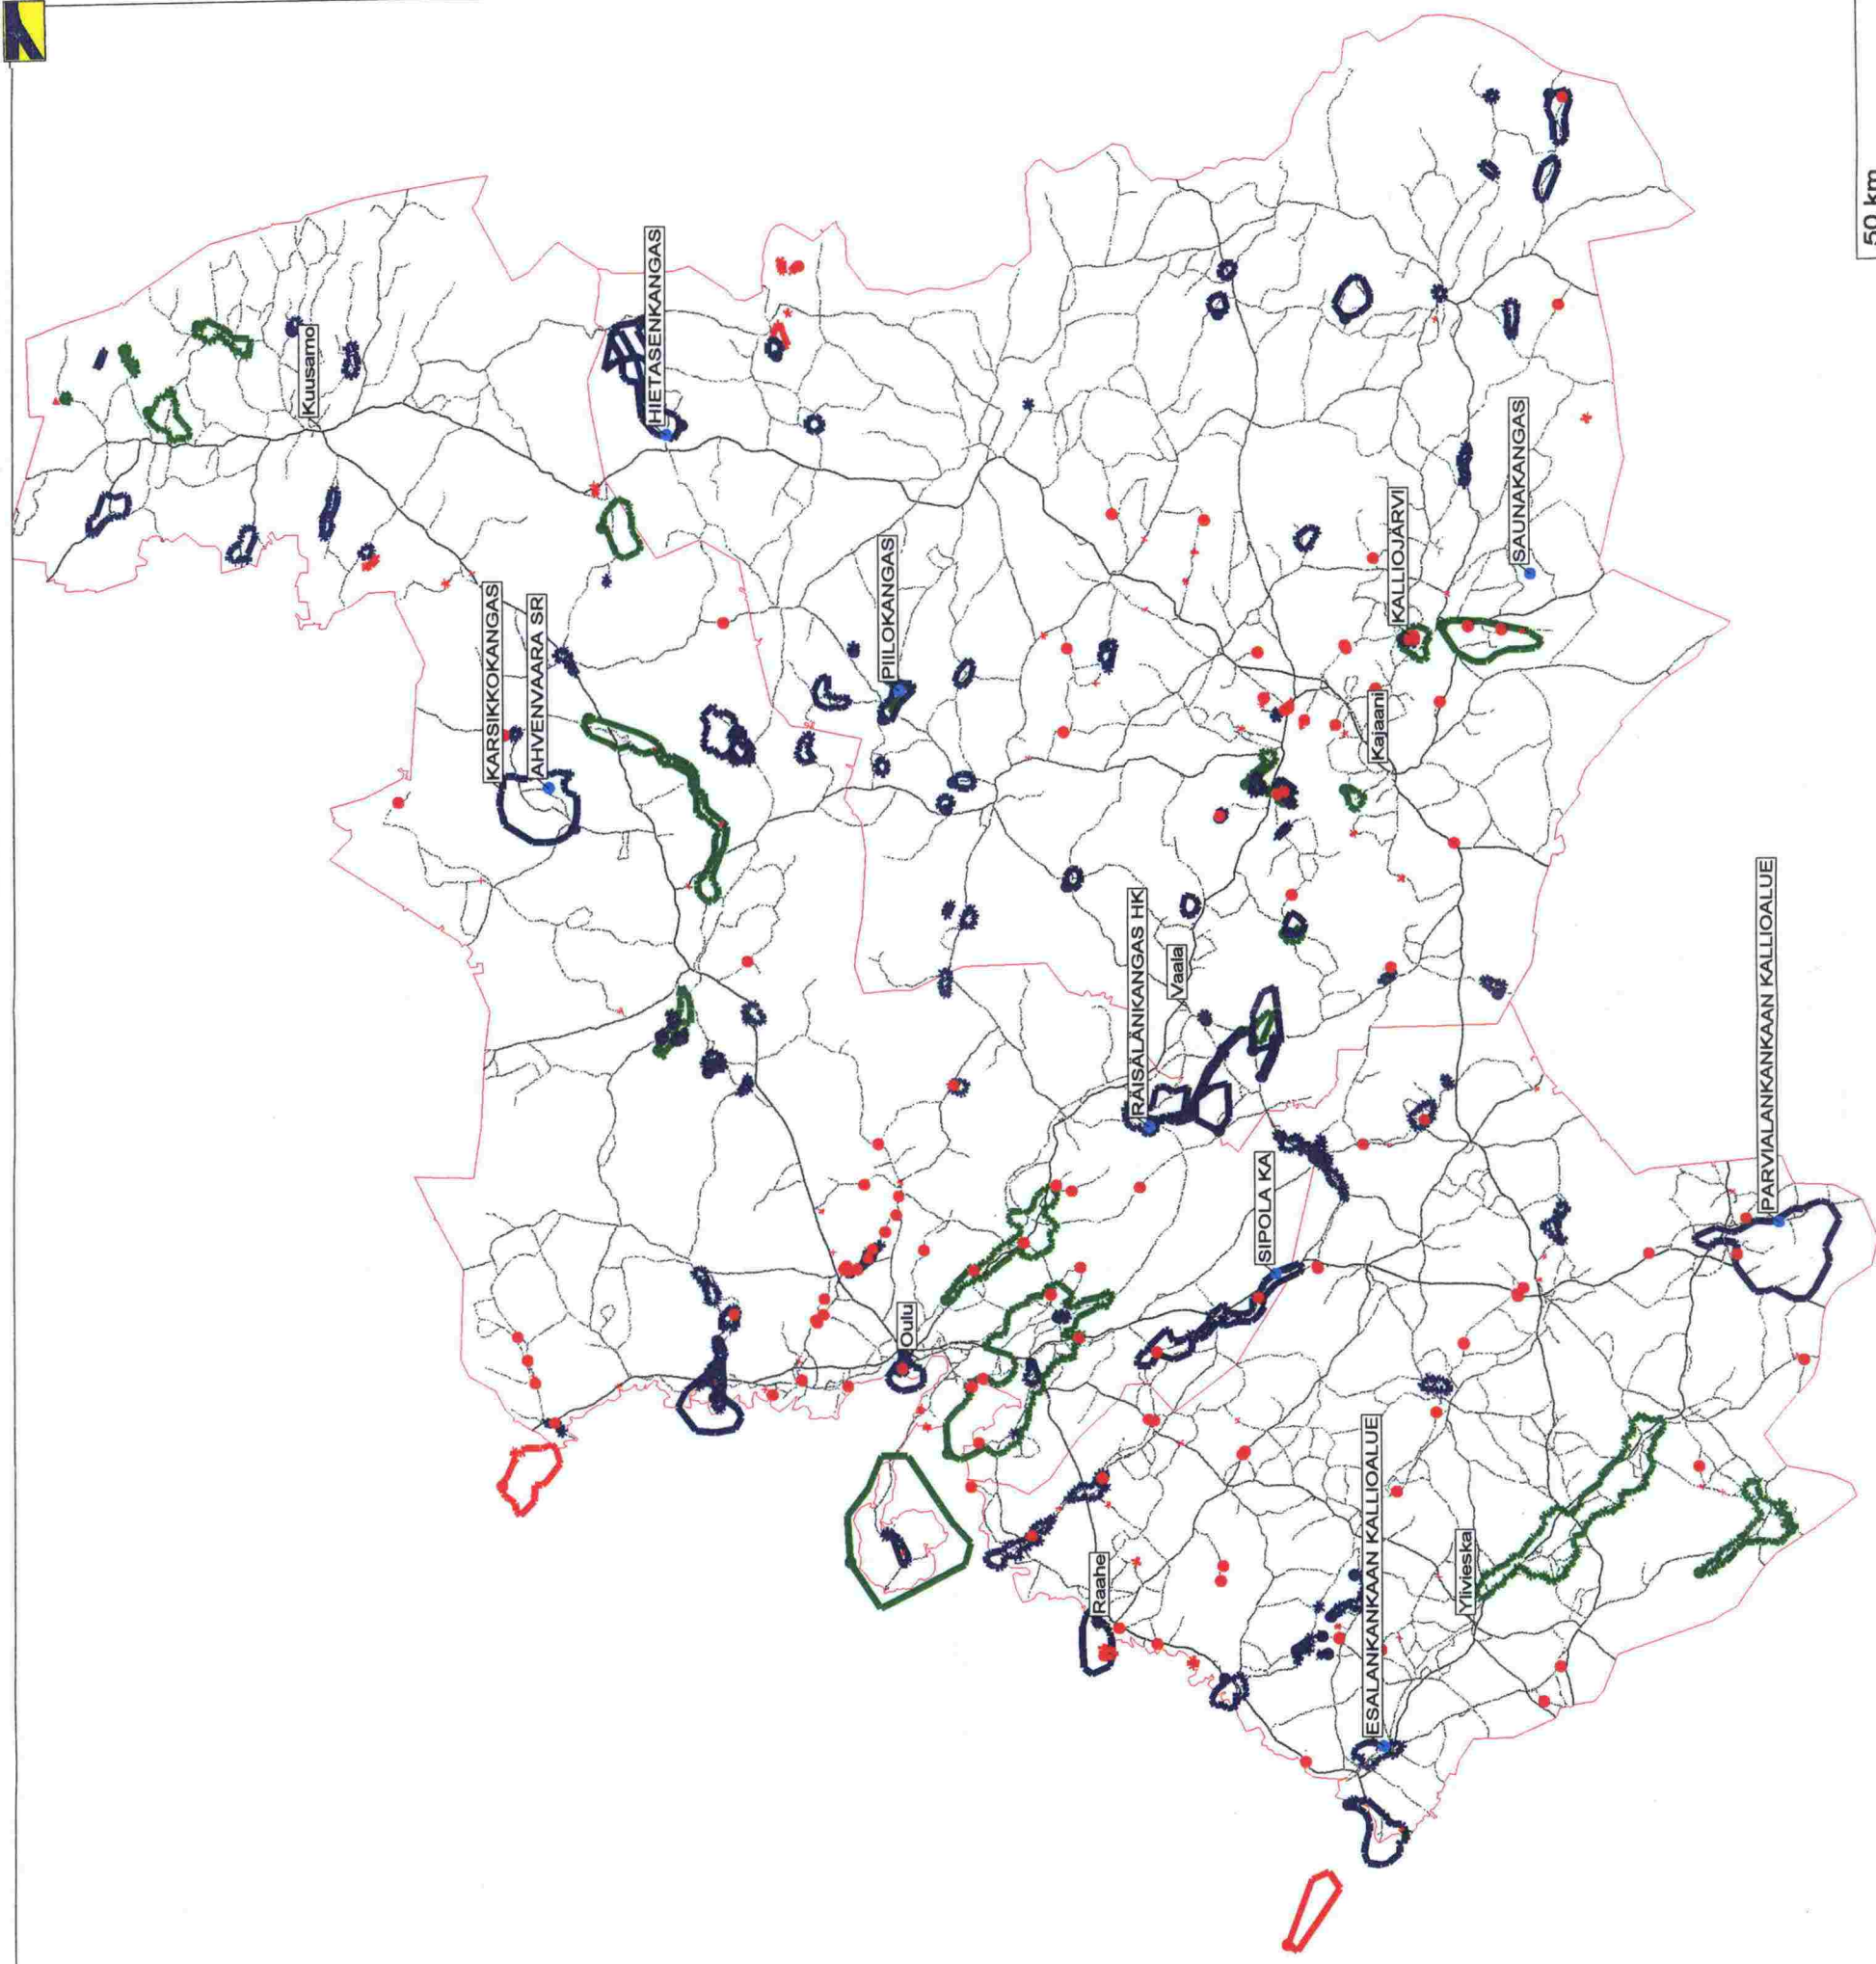 Kuusamo
HIETASENKANGAS
KARSIKKOKANGAS
AHVENVAARA SR
PIILOKANGAS
KALLIOJÄRVI
SAUNAKANGAS
Kajaani
RÄISÄLÄNKANGAS HK
Vaala
PARVIALANKANKAAN KALLIOALUE
SIPOLA KA
Oulu
ESALANKANKAAN KALLIOALUE
Raahe
Ylivieska
50 km